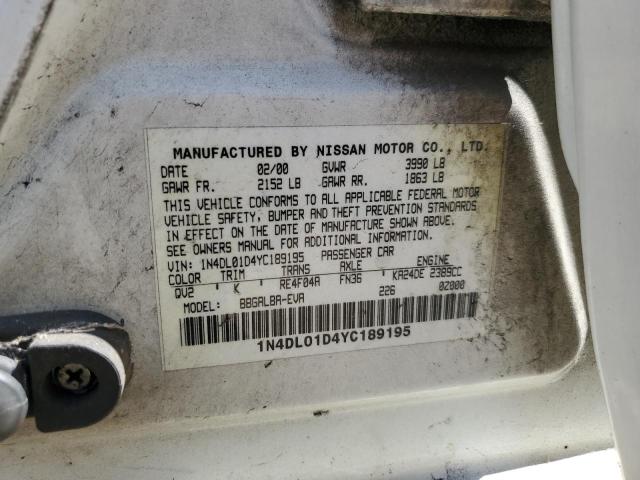 MANUFACTURED BY NISSAN MOTOR CO., LTD.
DATE 02/00 GVWR 3990 LB
GAWR FR. 2152 LB GAWR RR. 1863 LB
THIS VEHICLE CONFORMS TO ALL APPLICABLE FEDERAL MOTOR
VEHICLE SAFETY, BUMPER AND THEFT PREVENTION STANDARDS
IN EFFECT ON THE DATE OF MANUFACTURE SHOWN ABOVE.
SEE OWNERS MANUAL FOR ADDITIONAL INFORMATION
VIN: 1N4DL01D4YC189195 PASSENGER CAR
COLOR TRIM TRANS AXLE ENGINE
QV2 K RE4F04A FN36 KA24DE 2389CC
MODEL: BBGALBA-EVA 226 0Z000
1N4DL01D4YC189195